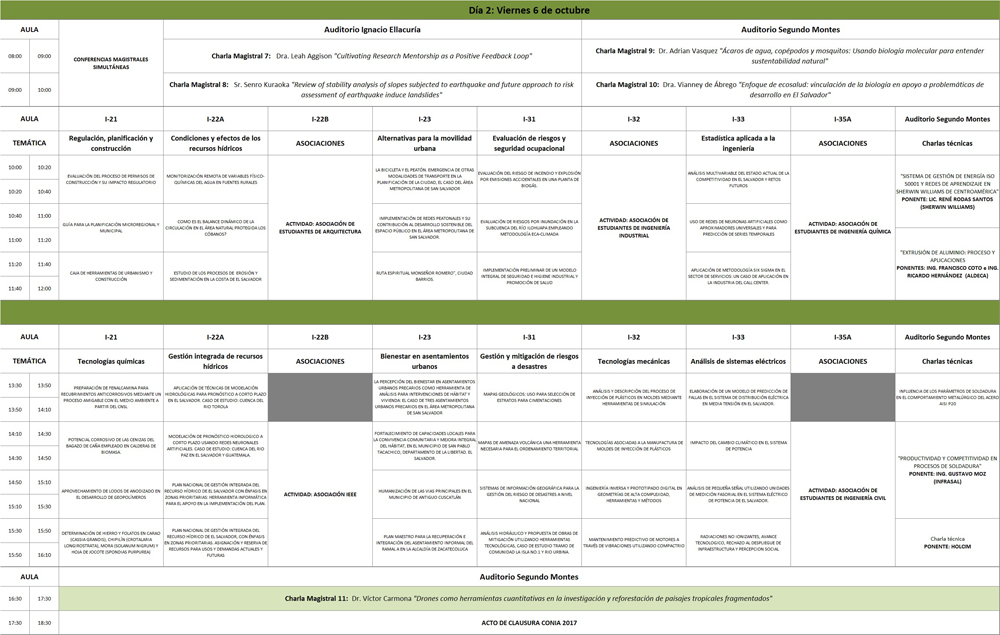 Día 2: Viernes 6 de octubre
AULA
Auditorio Ignacio Ellacuría
Auditorio Segundo Montes
08:00 09:00
CONFERENCIAS MAGISTRALES
SIMULTÁNEAS
Charla Magistral 7: Dra. Leah Aggison "Cultivating Research Mentorship as a Positive Feedback Loop"
Charla Magistral 9: Dr. Adrian Vasquez "Ácaros de agua, copépodos y mosquitos: Usando biología molecular para entender
sustentabilidad natural"
09:00 10:00
Charla Magistral 8: Sr. Senro Kuraoka "Review of stability analysis of slopes subjected to earthquake and future approach to risk
assessment of earthquake induce landslides"
Charla Magistral 10: Dra. Vianney de Ábrego "Enfoque de ecosalud: vinculación de la biología en apoyo a problemáticas de
desarrollo en El Salvador"
AULA I-21 I-22A I-22B I-23 I-31 I-32 I-33 I-35A Auditorio Segundo Montes
TEMÁTICA
Regulación, planificación y
construcción
Condiciones y efectos de los
recursos hídricos
ASOCIACIONES
Alternativas para la movilidad
urbana
Evaluación de riesgos y
seguridad ocupacional
ASOCIACIONES
Estadística aplicada a la
ingeniería
ASOCIACIONES
Charlas técnicas
10:00 10:20
10:20 10:40
EVALUACIÓN DEL PROCESO DE PERMISOS DE
CONSTRUCCIÓN Y SU IMPACTO REGULATORIO
MONITORIZACIÓN REMOTA DE VARIABLES FÍSICO-
QUÍMICAS DEL AGUA EN FUENTES RURALES
LA BICICLETA Y EL PEATÓN. EMERGENCIA DE OTRAS
MODALIDADES DE TRANSPORTE EN LA
PLANIFICACIÓN DE LA CIUDAD, EL CASO DEL ÁREA
METROPOLITANA DE SAN SALVADOR
EVALUACIÓN DEL RIESGO DE INCENDIO Y EXPLOSIÓN
POR EMISIONES ACCIDENTALES EN UNA PLANTA DE
BIOGÁS.
ANÁLISIS MULTIVARIABLE DEL ESTADO ACTUAL DE LA
COMPETITIVIDAD EN EL SALVADOR Y RETOS
FUTUROS
"SISTEMA DE GESTIÓN DE ENERGÍA ISO
50001 Y REDES DE APRENDIZAJE EN
SHERWIN WILLIAMS DE CENTROAMÉRICA"
PONENTE: LIC. RENÉ RODAS SANTOS
(SHERWIN WILLIAMS)
10:40 11:00
11:00 11:20
GUÍA PARA LA PLANIFICACIÓN MICROREGIONAL Y
MUNICIPAL
COMO ES EL BALANCE DINÁMICO DE LA
CIRCULACIÓN EN EL ÁREA NATURAL PROTEGIDA LOS
CÓBANOS?
ACTIVIDAD: ASOCIACIÓN DE
ESTUDIANTES DE ARQUITECTURA
IMPLEMENTACIÓN DE REDES PEATONALES Y SU
CONTRIBUCIÓN AL DESARROLLO SOSTENIBLE DEL
ESPACIO PÚBLICO EN EL ÁREA METROPOLITANA DE
SAN SALVADOR.
EVALUACIÓN DE RIESGOS POR INUNDACIÓN EN LA
SUBCUENCA DEL RÍO EMPLEANDO
METODOLOGÍA ECA-CLIMADA
ACTIVIDAD: ASOCIACIÓN DE
ESTUDIANTES DE INGENIERÍA
INDUSTRIAL
USO DE REDES DE NEURONAS ARTIFICIALES COMO
APROXIMADORES UNIVERSALES Y PARA
PREDICCIÓN DE SERIES TEMPORALES
ACTIVIDAD: ASOCIACIÓN DE
ESTUDIANTES DE INGENIERÍA QUÍMICA
11:20 11:40
11:40 12:00
CAJA DE HERRAMIENTAS DE URBANISMO Y
CONSTRUCCIÓN
ESTUDIO DE LOS PROCESOS DE EROSIÓN Y
SEDIMENTACIÓN EN LA COSTA DE EL SALVADOR
RUTA ESPIRITUAL MONSEÑOR ROMERO", CIUDAD
BARRIOS.
IMPLEMENTACIÓN PRELIMINAR DE UN MODELO
INTEGRAL DE SEGURIDAD E HIGIENE INDUSTRIAL Y
PROMOCIÓN DE SALUD
APLICACIÓN DE METODOLOGÍA SIX SIGMA EN EL
SECTOR DE SERVICIOS: UN CASO DE APLICACIÓN EN
LA INDUSTRIA DEL CALL CENTER.
"EXTRUSIÓN DE ALUMINIO: PROCESO Y
APLICACIONES
PONENTES: ING. FRANCISCO COTO e ING.
RICARDO HERNÁNDEZ (ALDECA)
AULA I-21 I-22A I-22B I-23 I-31 I-32 I-33 I-35A Auditorio Segundo Montes
TEMÁTICA
Tecnologías químicas
Gestión integrada de recursos
hídricos
ASOCIACIONES
Bienestar en asentamientos
urbanos
Gestión y mitigación de riesgos
a desastres
Tecnologías mecánicas
Análisis de sistemas eléctricos
ASOCIACIONES
Charlas técnicas
13:30 13:50
13:50 14:10
PREPARACIÓN DE FENALCAMINA PARA
RECUBRIMIENTOS ANTICORROSIVOS MEDIANTE UN
PROCESO AMIGABLE CON EL MEDIO AMBIENTE A
PARTIR DEL CNSL
APLICACIÓN DE TÉCNICAS DE MODELACIÓN
HIDROLÓGICAS PARA PRONÓSTICO A CORTO PLAZO
EN EL SALVADOR. CASO DE ESTUDIO: CUENCA DEL
RIO TOROLA
LA PERCEPCIÓN DEL BIENESTAR EN ASENTAMIENTOS
URBANOS PRECARIOS COMO HERRAMIENTA DE
ANÁLISIS PARA INTERVENCIONES DE HÁBITAT Y
VIVIENDA; EL CASO DE TRES ASENTAMIENTOS
URBANOS PRECARIOS EN EL ÁREA METROPOLITANA
DE SAN SALVADOR
MAPAS GEOLÓGICOS: USO PARA SELECCIÓN DE
ESTRATOS PARA CIMENTACIONES
ANÁLISIS Y DESCRIPCIÓN DEL PROCESO DE
INYECCIÓN DE PLÁSTICOS EN MOLDES MEDIANTE
HERRAMIENTAS DE SIMULACIÓN
ELABORACIÓN DE UN MODELO DE PREDICCIÓN DE
FALLAS EN EL SISTEMA DE DISTRIBUCIÓN ELÉCTRICO
EN MEDIA TENSIÓN EN EL SALVADOR.
INFLUENCIA DE LOS PARÁMETROS DE SOLDADURA
EN EL COMPORTAMIENTO METALÚRGICO DEL ACERO
AISI P20
14:10 14:30
14:30 14:50
POTENCIAL CORROSIVO DE LAS CENIZAS DEL
BAGAZO DE CAÑA EMPLEADO EN CALDERAS DE
BIOMASA.
MODELACIÓN DE PRONÓSTICO HIDROLÓGICO A
CORTO PLAZO USANDO REDES NEURONALES
ARTIFICIALES. CASO DE ESTUDIO: CUENCA DEL RIO
PAZ EN EL SALVADOR Y GUATEMALA.
FORTALECIMIENTO DE CAPACIDADES LOCALES PARA
LA CONVIVENCIA COMUNITARIA Y MEJORA INTEGRAL
DEL HÁBITAT, EN EL MUNICIPIO DE SAN PABLO
TACACHICO, DEPARTAMENTO DE LA LIBERTAD. EL
SALVADOR.
MAPAS DE AMENAZA VOLCÁNICA UNA HERRAMIENTA
NECESARIA PARA EL ORDENAMIENTO TERRITORIAL
TECNOLOGÍAS ASOCIADAS A LA MANUFACTURA DE
MOLDES DE INYECCIÓN DE PLÁSTICOS
IMPACTO DEL CAMBIO CLIMÁTICO EN EL SISTEMA
DE POTENCIA
"PRODUCTIVIDAD Y COMPETITIVIDAD EN
PROCESOS DE SOLDADURA"
PONENTE: ING. GUSTAVO MOZ
(INFRASAL)
14:50 15:10
15:10 15:30
APROVECHAMIENTO DE LODOS DE ANODIZADO EN
EL DESARROLLO DE GEOPOLÍMEROS
PLAN NACIONAL DE GESTIÓN INTEGRADA DEL
RECURSO HÍDRICO DE EL SALVADOR CON ÉNFASIS EN
ZONAS PRIORITARIAS: HERRAMIENTA INFORMÁTICA
PARA EL APOYO EN LA IMPLEMENTACIÓN DEL PLAN.
ACTIVIDAD: ASOCIACIÓN IEEE
HUMANIZACIÓN DE LAS VIAS PRINCIPALES EN EL
MUNICIPIO DE ANTIGUO CUSCATLÁN
SISTEMAS DE INFORMACIÓN GEOGRÁFICA PARA LA
GESTIÓN DEL RIESGO DE DESASTRES A NIVEL
NACIONAL
INGENIERÍA INVERSA Y PROTOTIPADO DIGITAL EN
GEOMETRÍAS DE ALTA COMPLEJIDAD,
HERRAMIENTAS Y MÉTODOS
ANÁLISIS DE PEQUEÑA SEÑAL UTILIZANDO UNIDADES
DE MEDICIÓN FASORIAL EN EL SISTEMA ELÉCTRICO
DE POTENCIA DE EL SALVADOR.
ACTIVIDAD: ASOCIACIÓN DE
ESTUDIANTES DE INGENIERÍA CIVIL
15:30 15:50
15:50 16:10
DETERMINACIÓN DE HIERRO Y FOLATOS EN CARAO
(CASSIA GRANDIS), CHIPILÍN (CROTALARIA
LONGIROSTRATA), MORA (SOLANUM NIGRUM) Y
HOJA DE JOCOTE (SPONDIAS PURPUREA)
PLAN NACIONAL DE GESTIÓN INTEGRADA DEL
RECURSO HÍDRICO DE EL SALVADOR, CON ÉNFASIS
EN ZONAS PRIORITARIAS. ASIGNACIÓN Y RESERVA DE
RECURSOS PARA USOS Y DEMANDAS ACTUALES Y
FUTURAS
PLAN MAESTRO PARA LA RECUPERACIÓN E
INTEGRACIÓN DEL ASENTAMIENTO INFORMAL DEL
RAMAL A EN LA ALCALDÍA DE ZACATECOLUCA
ANÁLISIS HIDRÁULICO Y PROPUESTA DE OBRAS DE
MITIGACIÓN UTILIZANDO HERRAMIENTAS
TECNOLÓGICAS, CASO DE ESTUDIO TRAMO DE
COMUNIDAD LA ISLA NO.1 Y RIO URBINA.
MANTENIMIENTO PREDICTIVO DE MOTORES A
TRAVÉS DE VIBRACIONES UTILIZANDO COMPACTRIO
RADIACIONES NO IONIZANTES, AVANCE
TECNOLÓGICO, RECHAZO AL DESPLIEGUE DE
INFRAESTRUCTURA Y PERCEPCION SOCIAL
Charla técnica
PONENTE: HOLCIM
AULA
Auditorio Segundo Montes
16:30 17:30
Charla Magistral 11: Dr. Víctor Carmona "Drones como herramientas cuantitativas en la investigación y reforestación de paisajes tropicales fragmentados"
17:30 18:30
ACTO DE CLAUSURA CONIA 2017